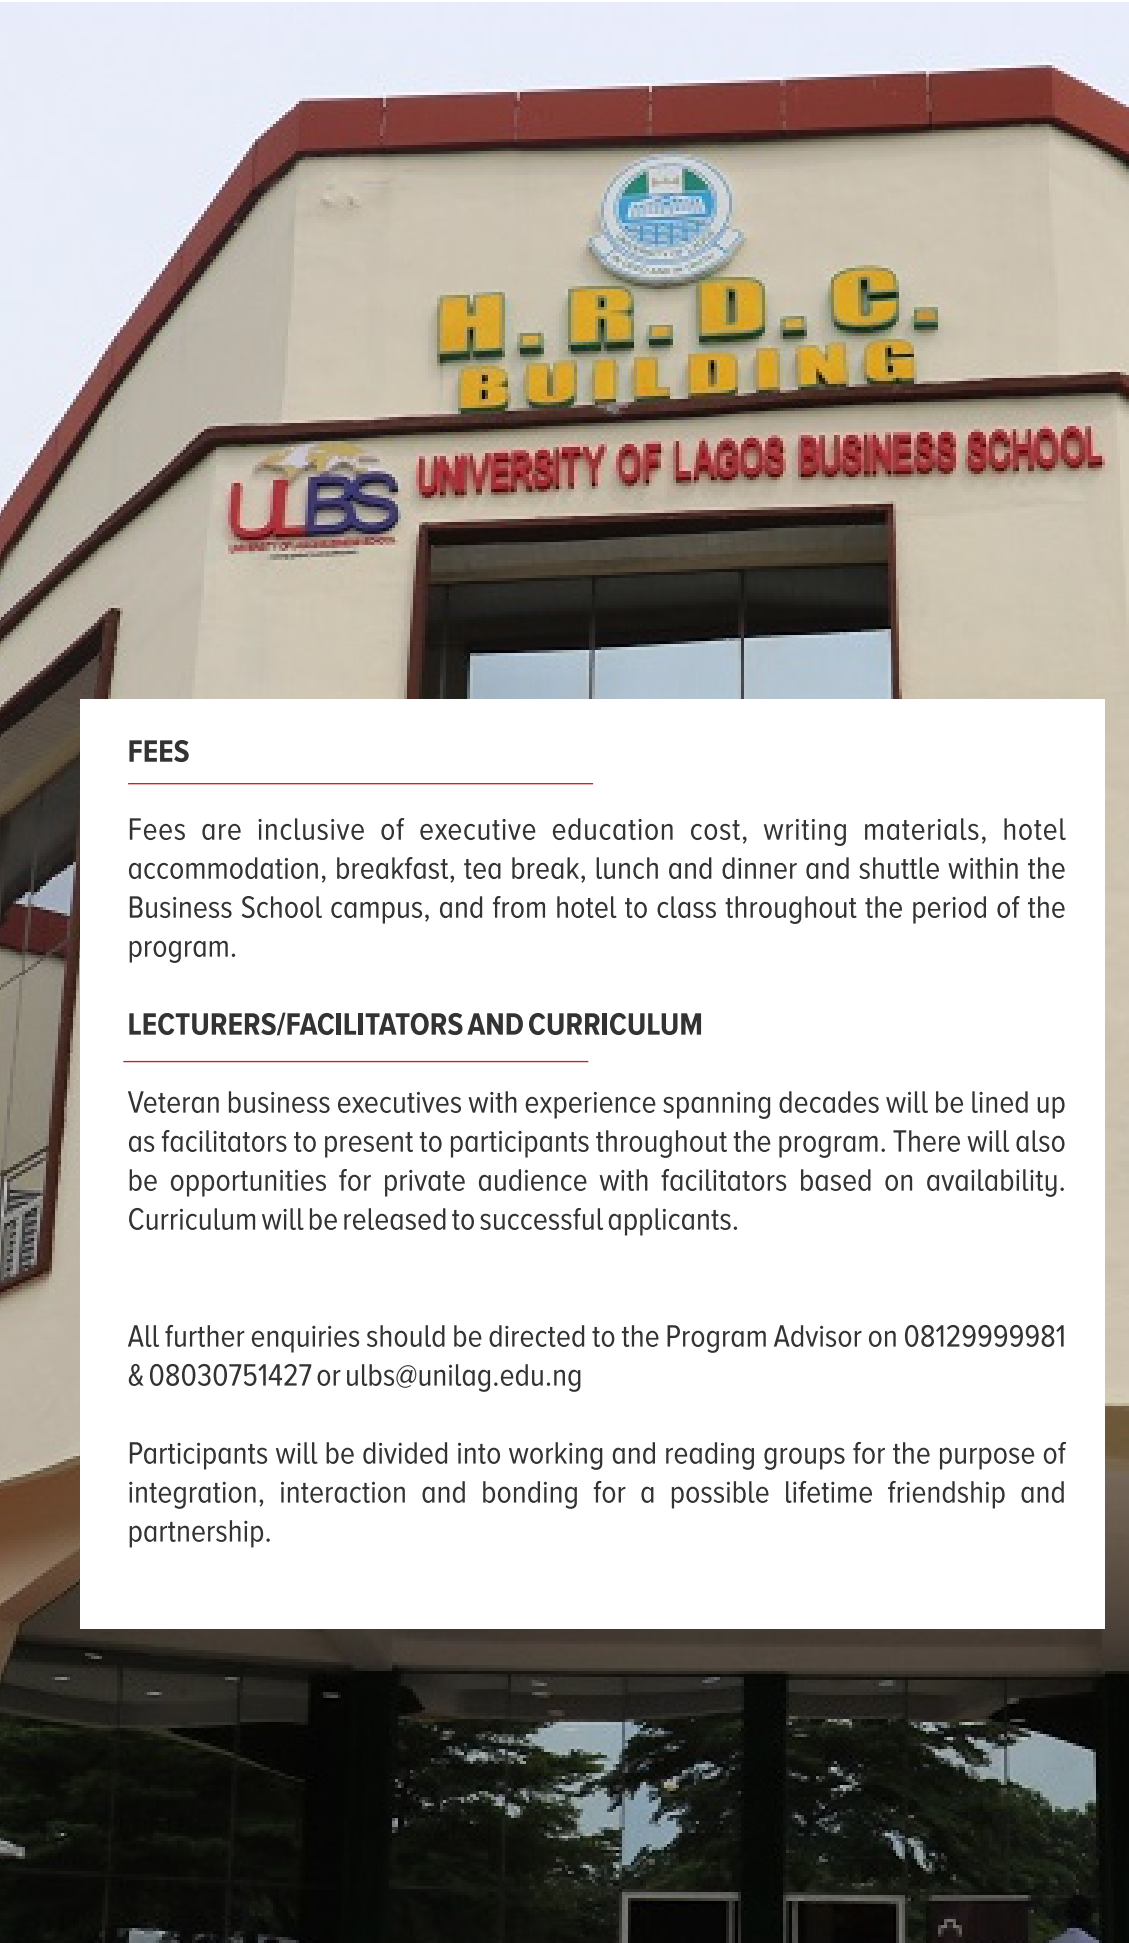 H.R.D.C.
BUILDING
ULBS
UNIVERSITY OF LAGOS BUSINESS SCHOOL
UNIVERSITY OF LAGOS BUSINESS SCHOOL
FEES
Fees are inclusive of executive education cost, writing materials, hotel
accommodation, breakfast, tea break, lunch and dinner and shuttle within the
Business School campus, and from hotel to class throughout the period of the
program.
LECTURERS/FACILITATORS AND CURRICULUM
Veteran business executives with experience spanning decades will be lined up
as facilitators to present to participants throughout the program. There will also
be opportunities for private audience with facilitators based on availability.
Curriculum will be released to successful applicants.
All further enquiries should be directed to the Program Advisor on 08129999981
& 08030751427 or ulbs@unilag.edu.ng
Participants will be divided into working and reading groups for the purpose of
integration, interaction and bonding for a possible lifetime friendship and
partnership.